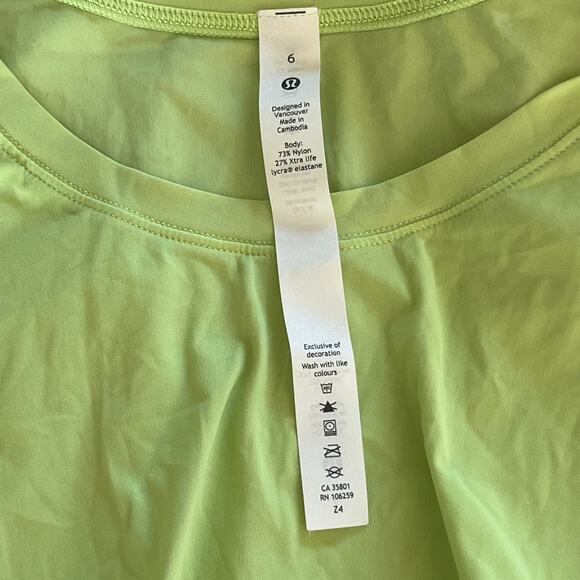 6
Designed in
Vancouver
Made in
Cambodia
Body:
73% Nylon
27% Xtra life
lycra® elastane
Exclusive of
decoration
Wash with like
colours
CA 35801
RN 106259
Z4